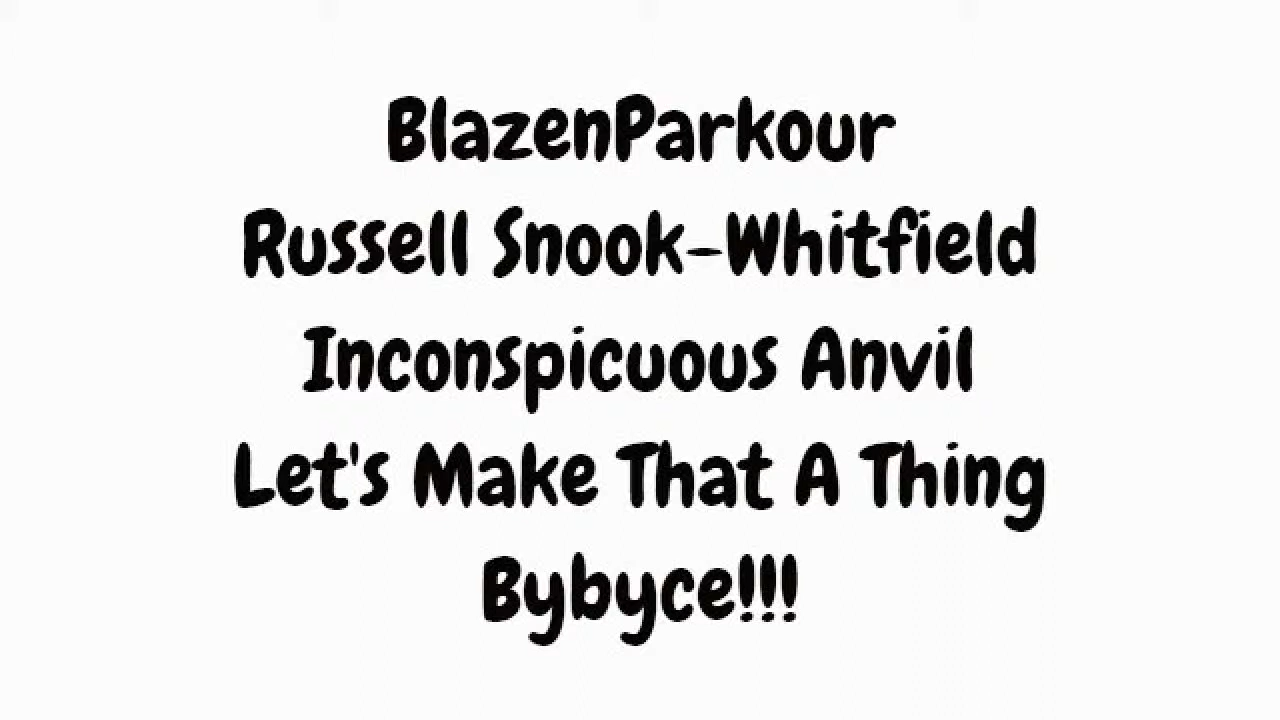 BlazenParkour
Russell Snook-Whitfield
Inconspicuous Anvil
Let's Make That A Thing
Bybyce!!!